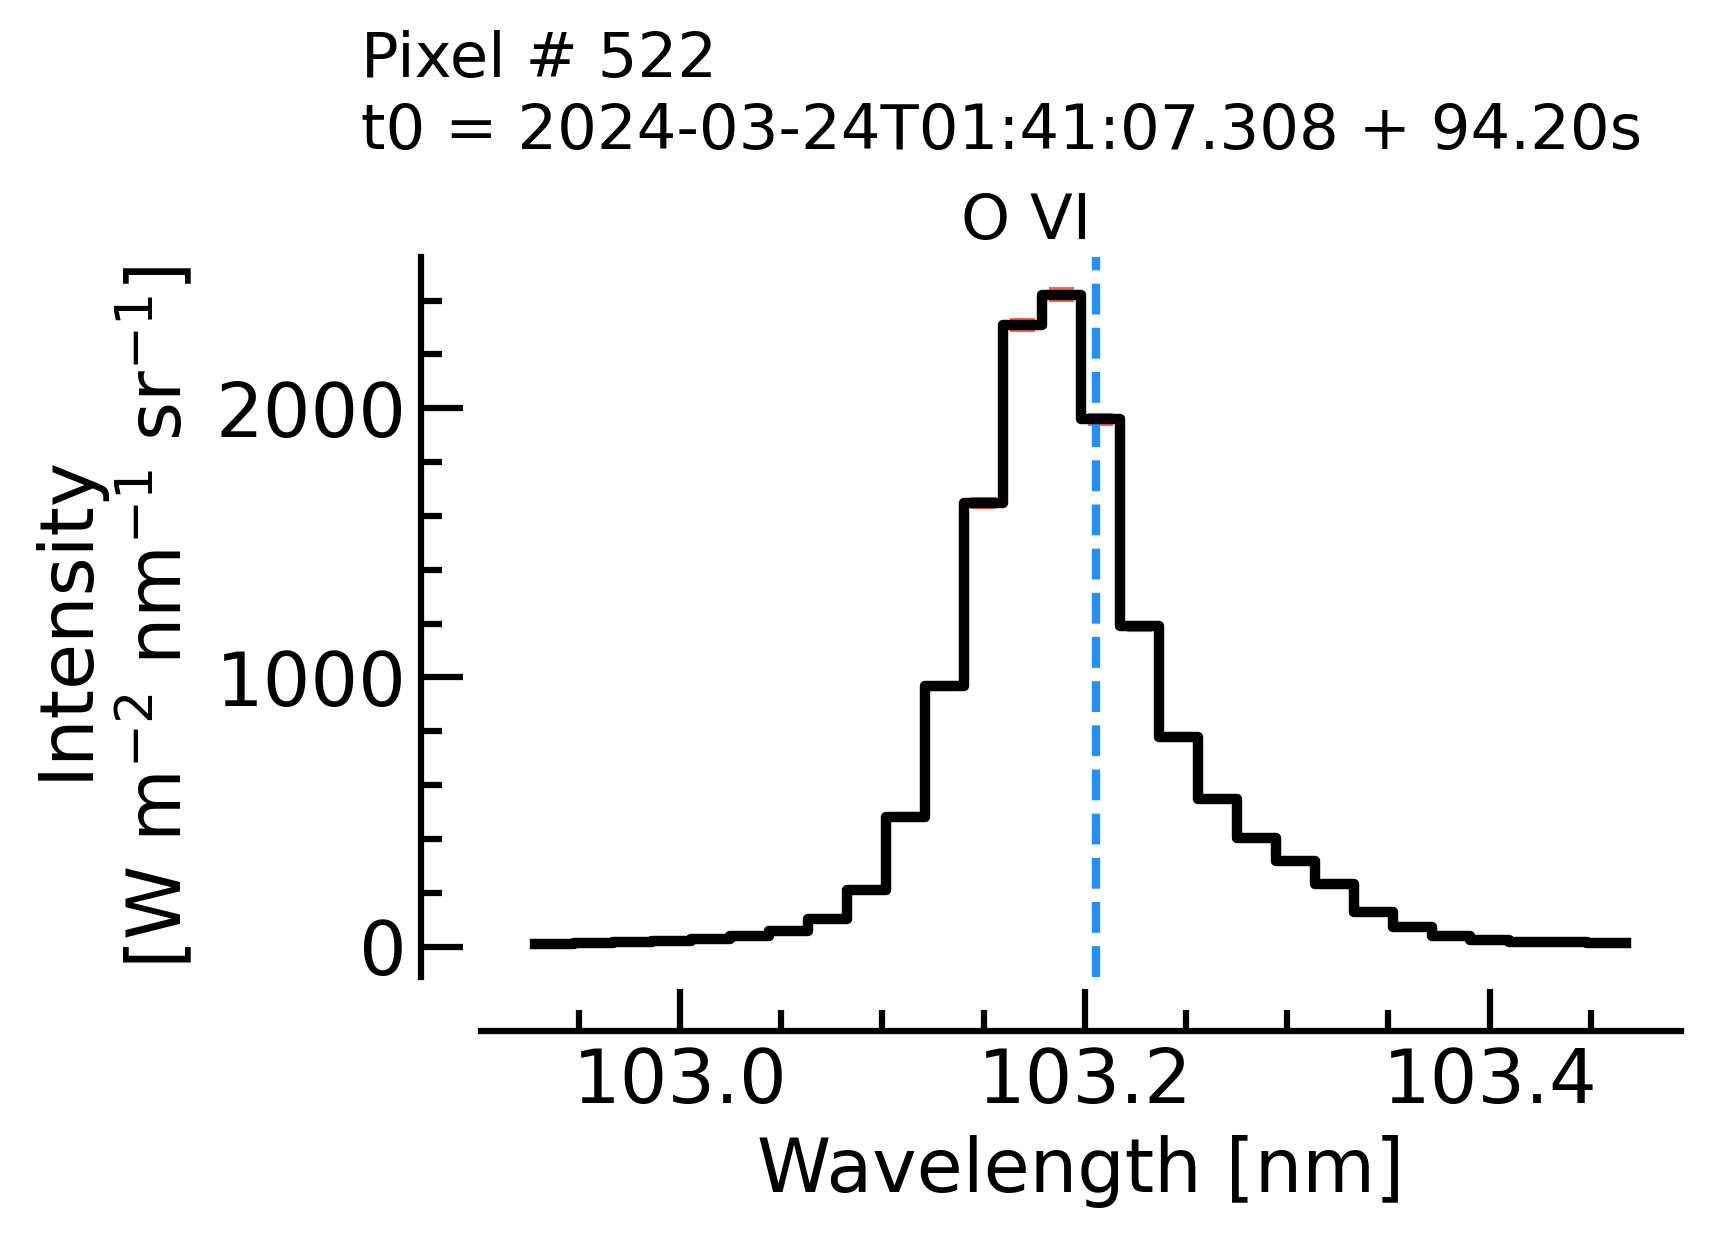 Pixel # 522
t0 = 2024-03-24T01:41:07.308 + 94.20s
O VI
Intensity
[W m⁻² nm⁻¹ sr⁻¹]
2000
1000
0
103.0 103.2 103.4
Wavelength [nm]